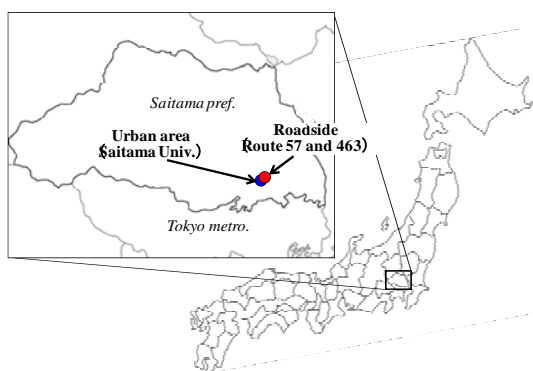 Saitama pref.
Urban area
(Saitama Univ.)
Roadside
(Route 57 and 463)
Tokyo metro.